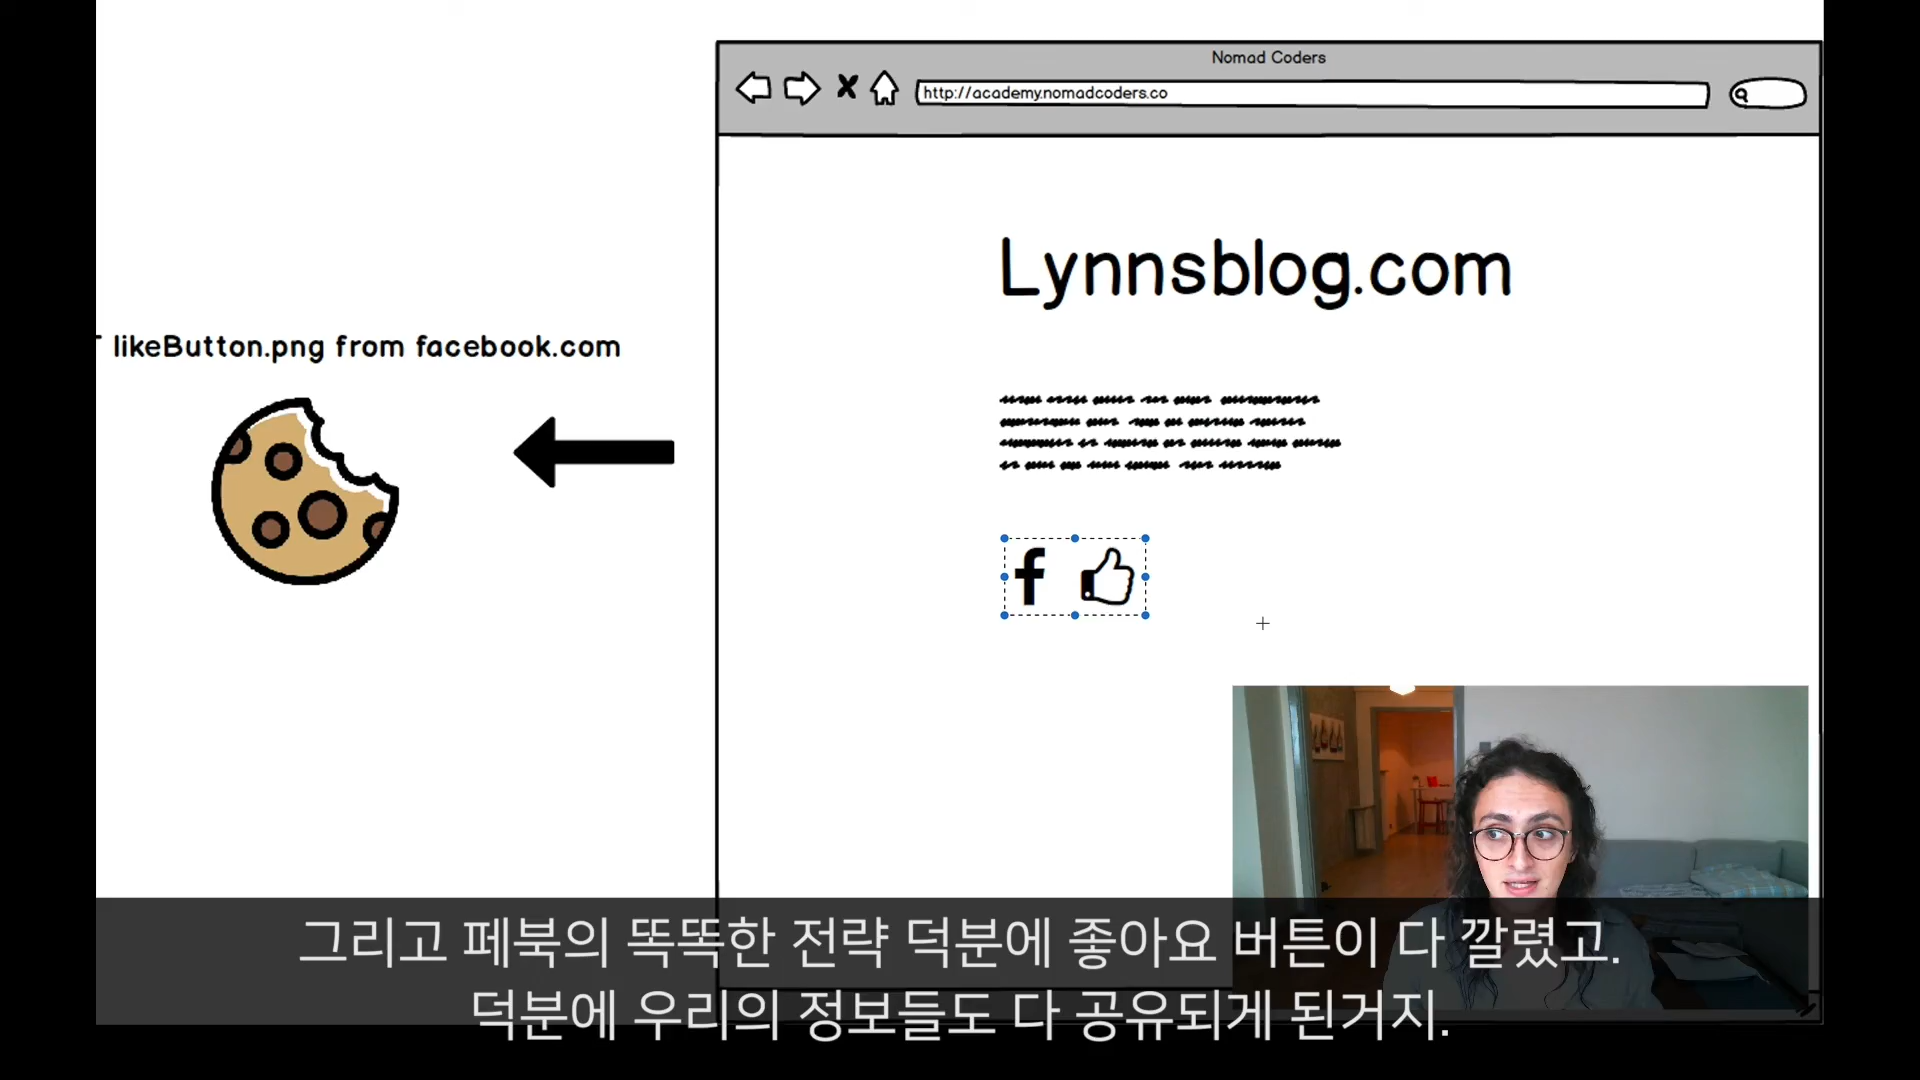 Nomad Coders
http://academy.nomadcoders.co
Lynnsblog.com
likeButton.png from facebook.com
그리고 페북의 똑똑한 전략 덕분에 좋아요 버튼이 다 깔렸고.
덕분에 우리의 정보들도 다 공유되게 된거지.